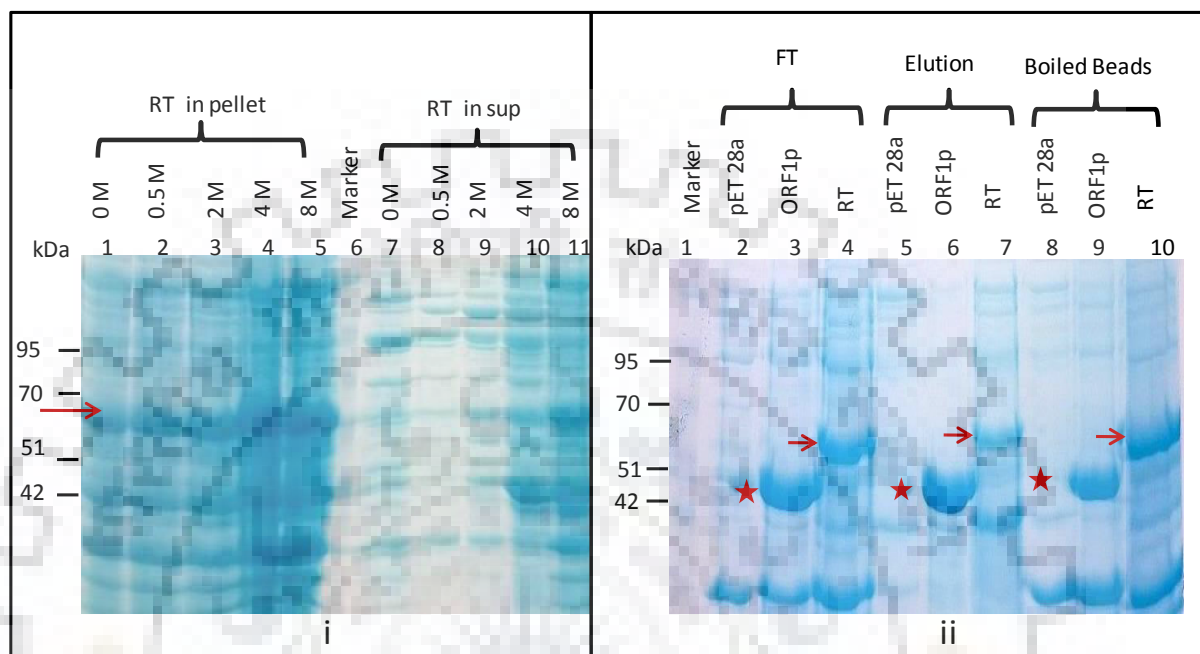 RT in pellet
RT in sup
0 M 0.5 M 2 M 4 M 8 M Marker 0 M 0.5 M 2 M 4 M 8 M
kDa 1 2 3 4 5 6 7 8 9 10 11
95
70
51
42
i
FT Elution Boiled Beads
Marker pET 28a ORF1p RT pET 28a ORF1p RT pET 28a ORF1p RT
kDa 1 2 3 4 5 6 7 8 9 10
95
70
51
42
ii